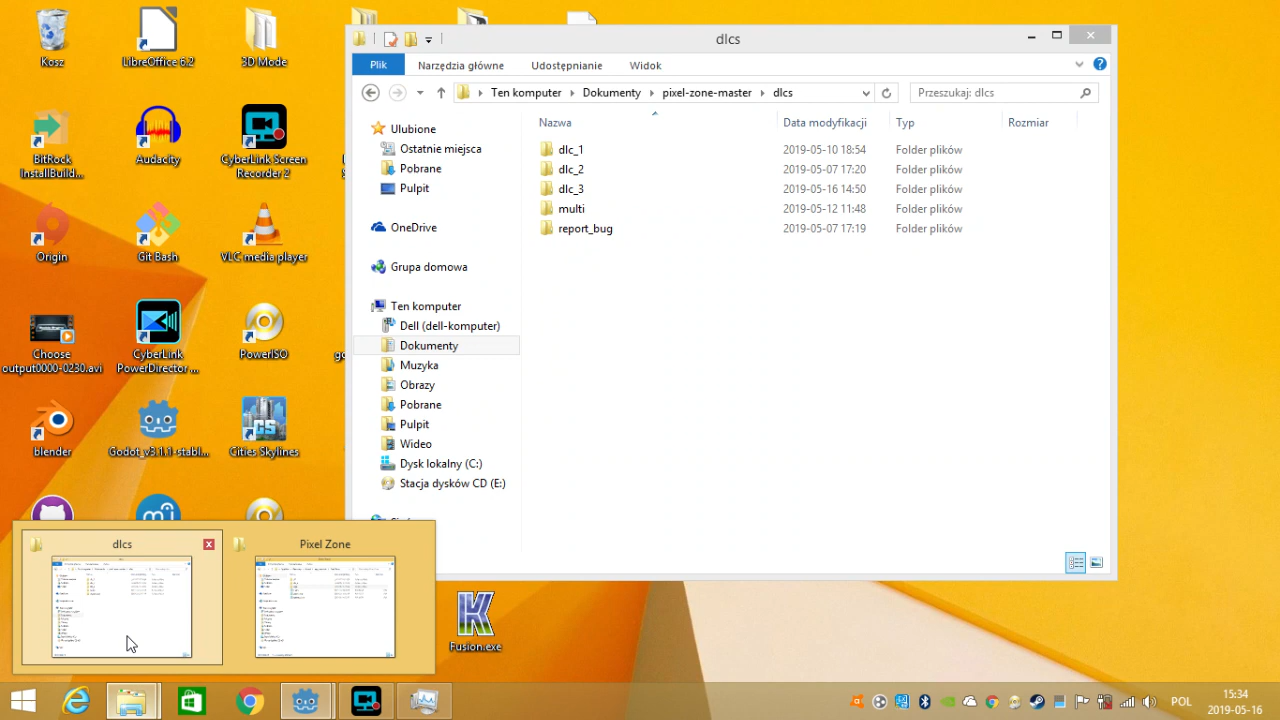 Kosz
LibreOffice 6.2
3D Mode
BitRock
InstallBuild...
Audacity
CyberLink Screen
Recorder 2
Origin
Git Bash
VLC media player
Choose
output0000-0230.avi
CyberLink
PowerDirector ...
PowerISO
blender
Godot_v3.1.1-stabl...
Cities Skylines
Fusion.exe
dlcs
Plik
Narzędzia główne
Udostępnianie
Widok
Ten komputer
Dokumenty
pixel-zone-master
dlcs
Przeszukaj: dlcs
Nazwa
Data modyfikacji
Typ
Rozmiar
dlc_1 2019-05-10 18:54 Folder plików
dlc_2 2019-05-07 17:20 Folder plików
dlc_3 2019-05-16 14:50 Folder plików
multi 2019-05-12 11:48 Folder plików
report_bug 2019-05-07 17:19 Folder plików
Ulubione
Ostatnie miejsca
Pobrane
Pulpit
OneDrive
Grupa domowa
Ten komputer
Dell (dell-komputer)
Dokumenty
Muzyka
Obrazy
Pobrane
Pulpit
Wideo
Dysk lokalny (C:)
Stacja dysków CD (E:)
dlcs
Pixel Zone
POL
15:34
2019-05-16